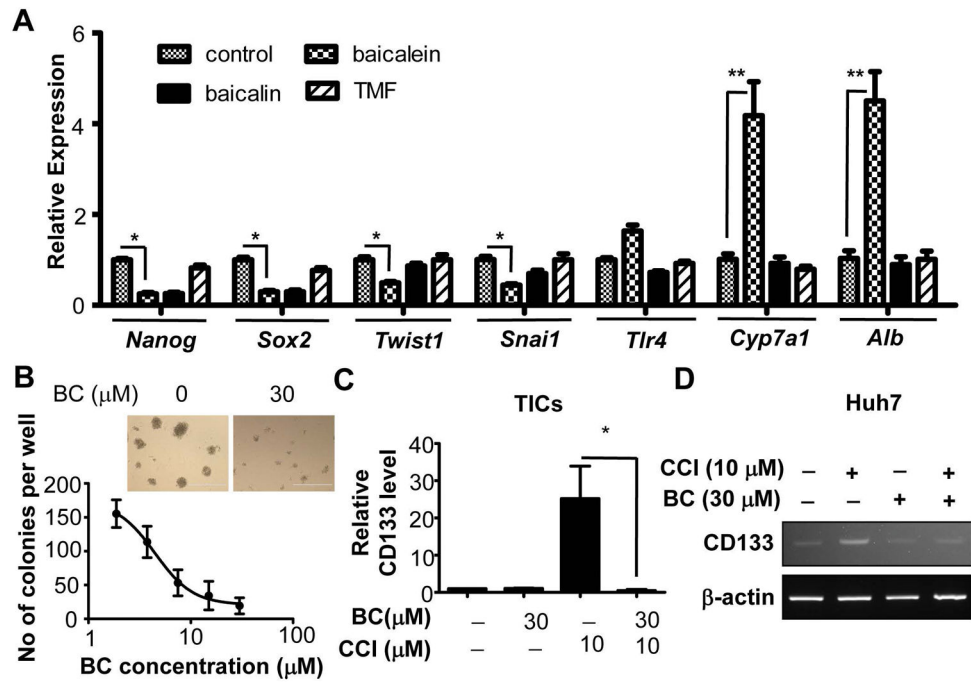 A
6
4
2
0
Relative Expression
control
baicalein
baicalin
TMF
*
*
*
*
**
**
Nanog
Sox2
Twist1
Snai1
Tlr4
Cyp7a1
Alb
B
BC (μM)
0
30
No of colonies per well
200
150
100
50
0
1
10
100
BC concentration (μM)
C
TICs
*
Relative
CD133 level
40
30
20
10
0
BC(μM) – 30 – 30
CCI (μM) – – 10 10
D
Huh7
CCI (10 μM) – + – +
BC (30 μM) – – + +
CD133
β-actin